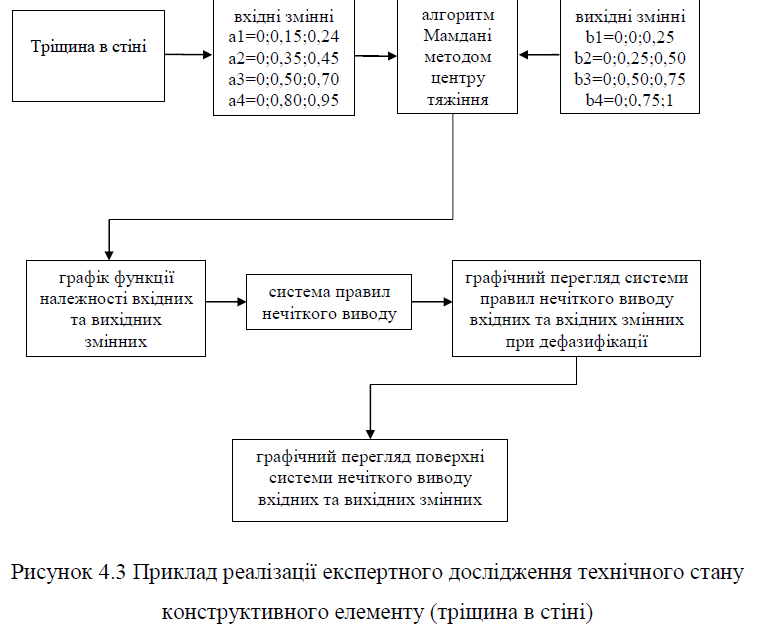 Тріщина в стіні
вхідні змінні
a1=0;0,15;0,24
a2=0;0,35;0,45
a3=0;0,50;0,70
a4=0;0,80;0,95
алгоритм
Мамдані
методом
центру
тяжіння
вихідні змінні
b1=0;0;0,25
b2=0;0,25;0,50
b3=0;0,50;0,75
b4=0;0,75;1
графік функції
належності вхідних
та вихідних
змінних
система правил
нечіткого виводу
графічний перегляд системи
правил нечіткого виводу
вхідних та вхідних змінних
при дефазифікації
графічний перегляд поверхні
системи нечіткого виводу
вхідних та вихідних змінних
Рисунок 4.3 Приклад реалізації експертного дослідження технічного стану
конструктивного елементу (тріщина в стіні)